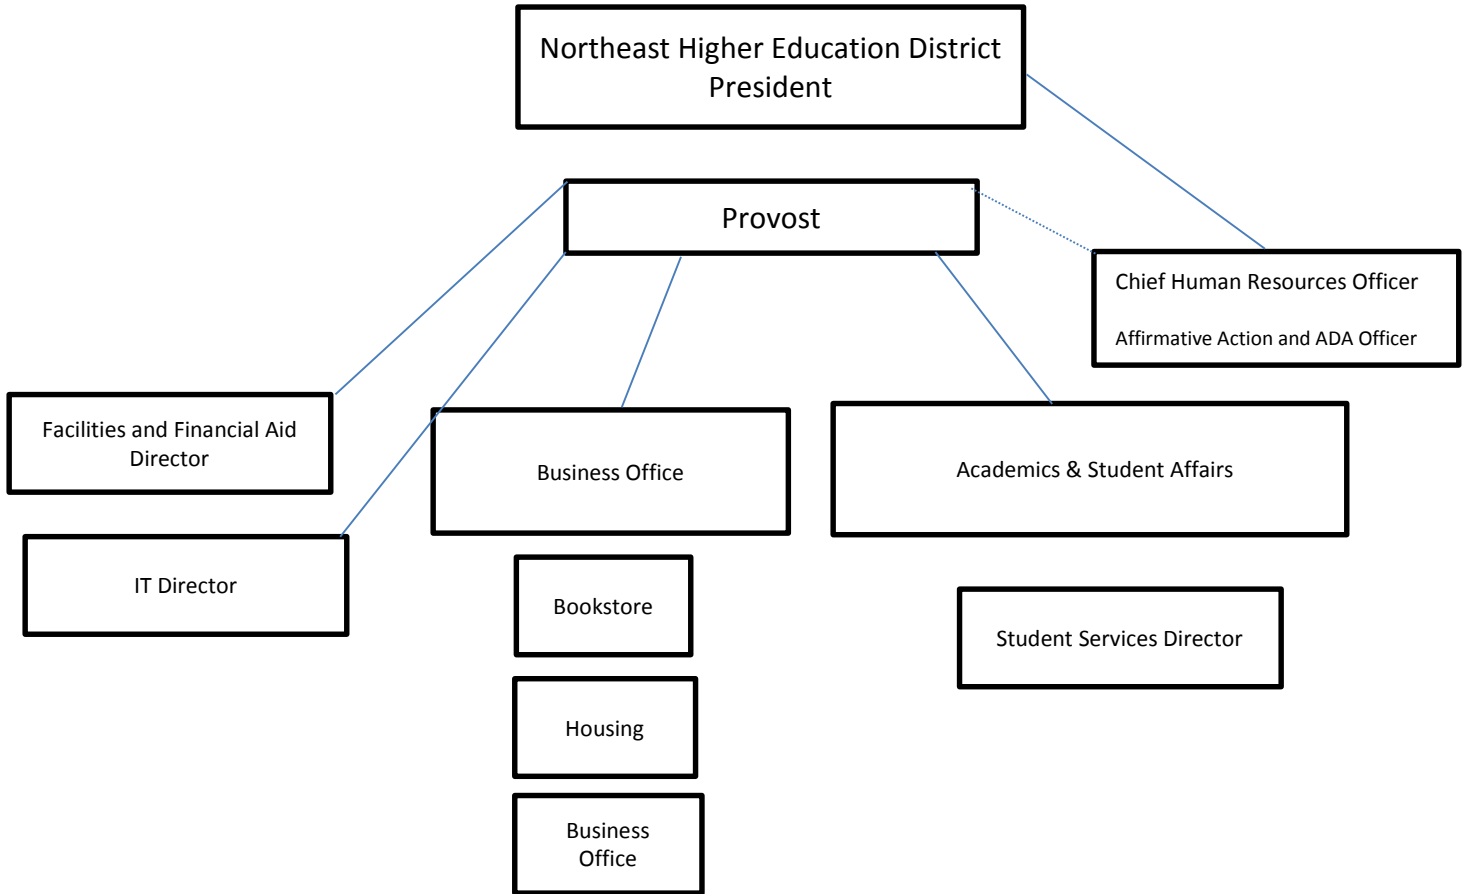 Northeast Higher Education District
President
Provost
Chief Human Resources Officer
Affirmative Action and ADA Officer
Facilities and Financial Aid
Director
Business Office
Academics & Student Affairs
IT Director
Bookstore
Student Services Director
Housing
Business
Office